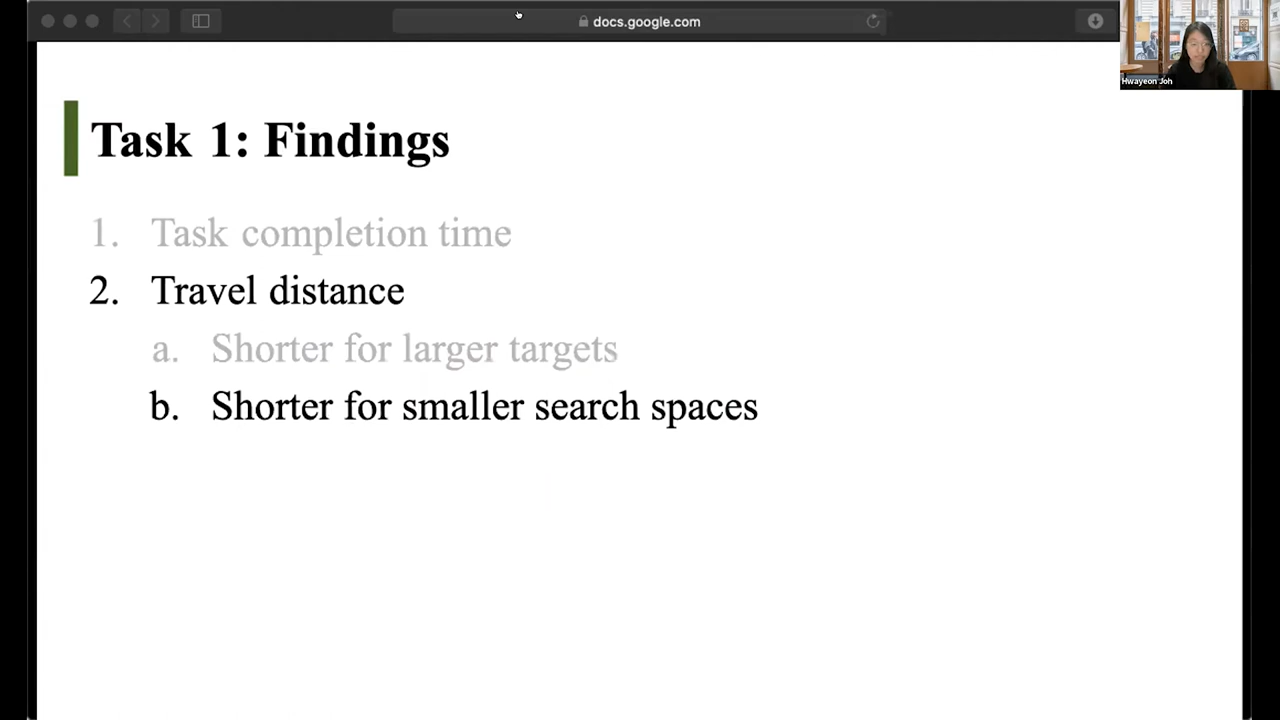 docs.google.com
Hwayeon Joh
Task 1: Findings
1. Task completion time
2. Travel distance
a. Shorter for larger targets
b. Shorter for smaller search spaces